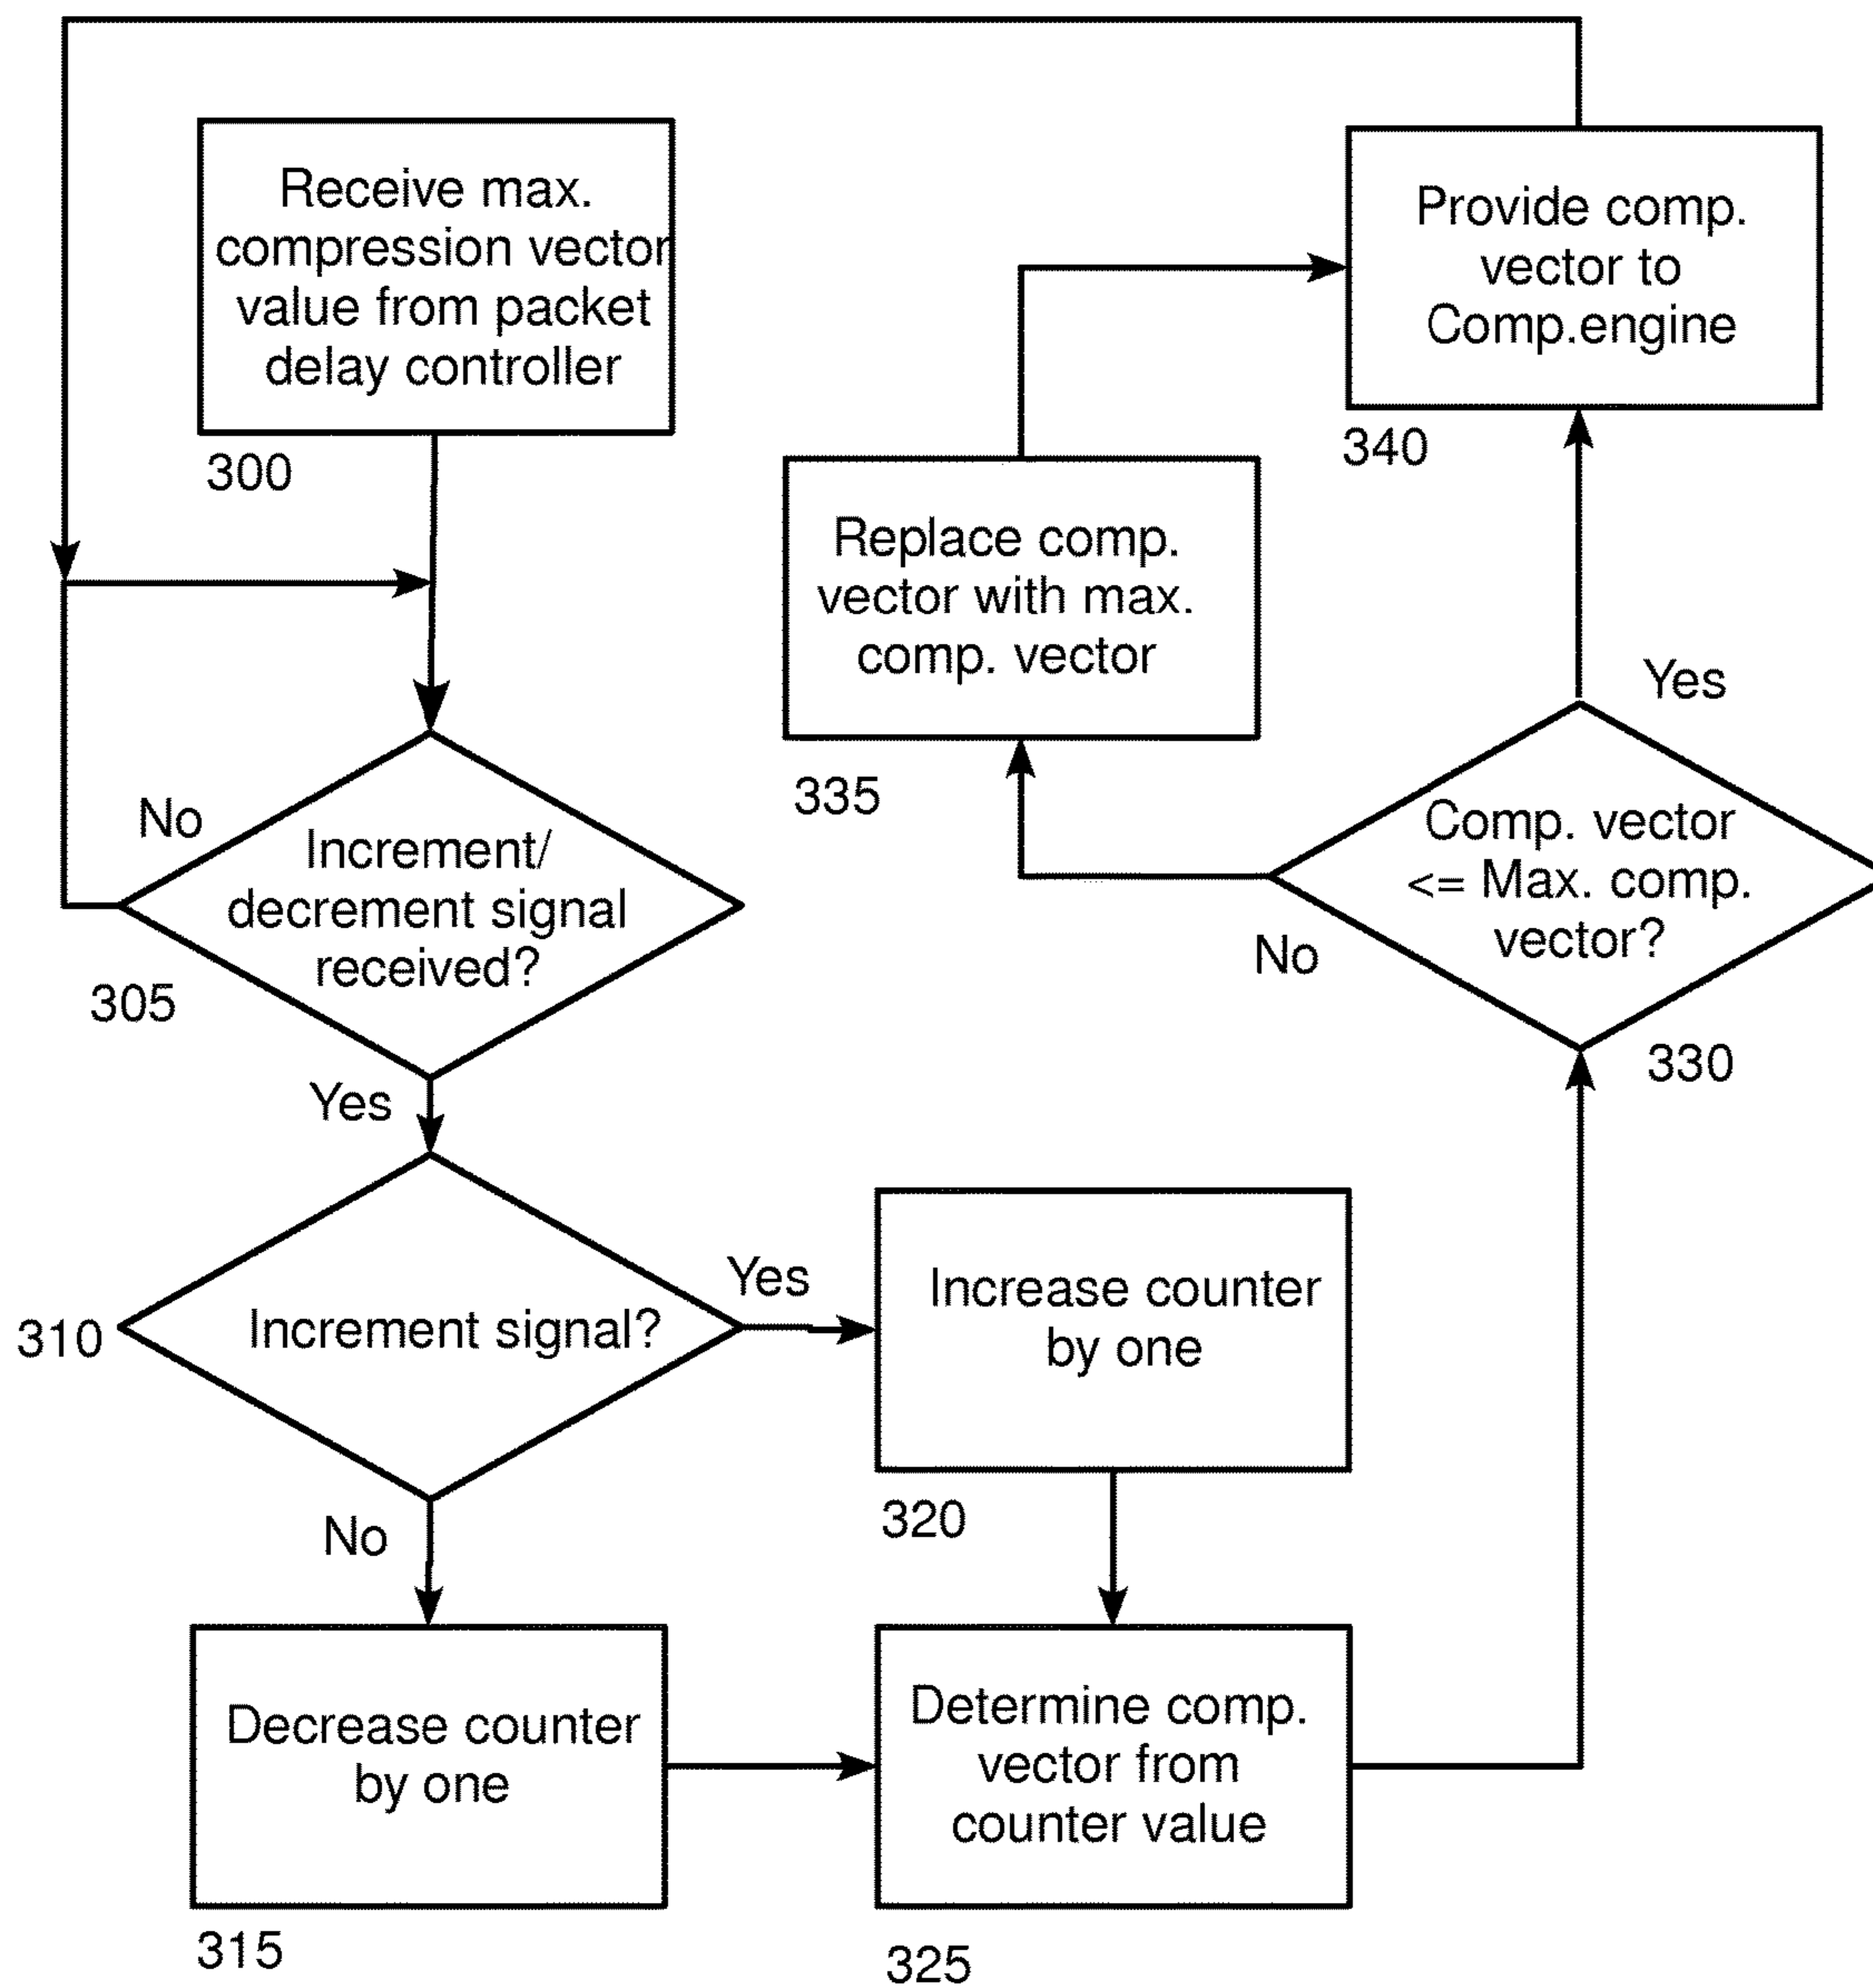 Receive max.
compression vector
value from packet
delay controller
300
Provide comp.
vector to
Comp.engine
340
Replace comp.
vector with max.
comp. vector
335
Yes
Comp. vector
<= Max. comp.
vector?
No
330
No
Increment/
decrement signal
received?
305
Yes
310
Increment signal?
Yes
Increase counter
by one
320
No
Decrease counter
by one
315
Determine comp.
vector from
counter value
325